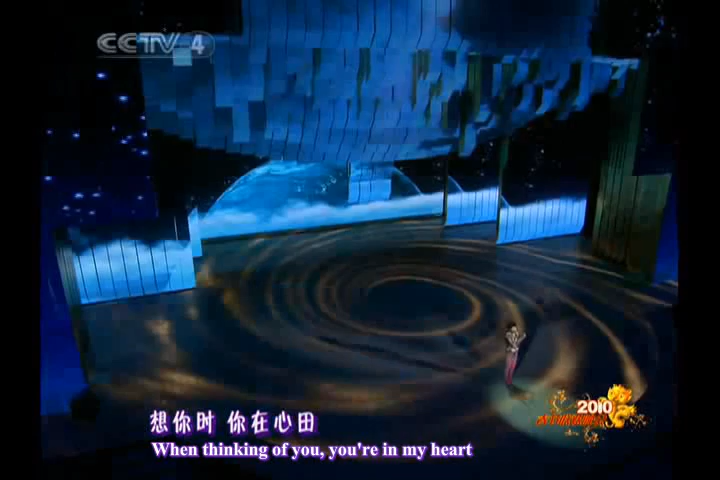 CCTV 4
想你时 你在心田
2010
When thinking of you, you're in my heart